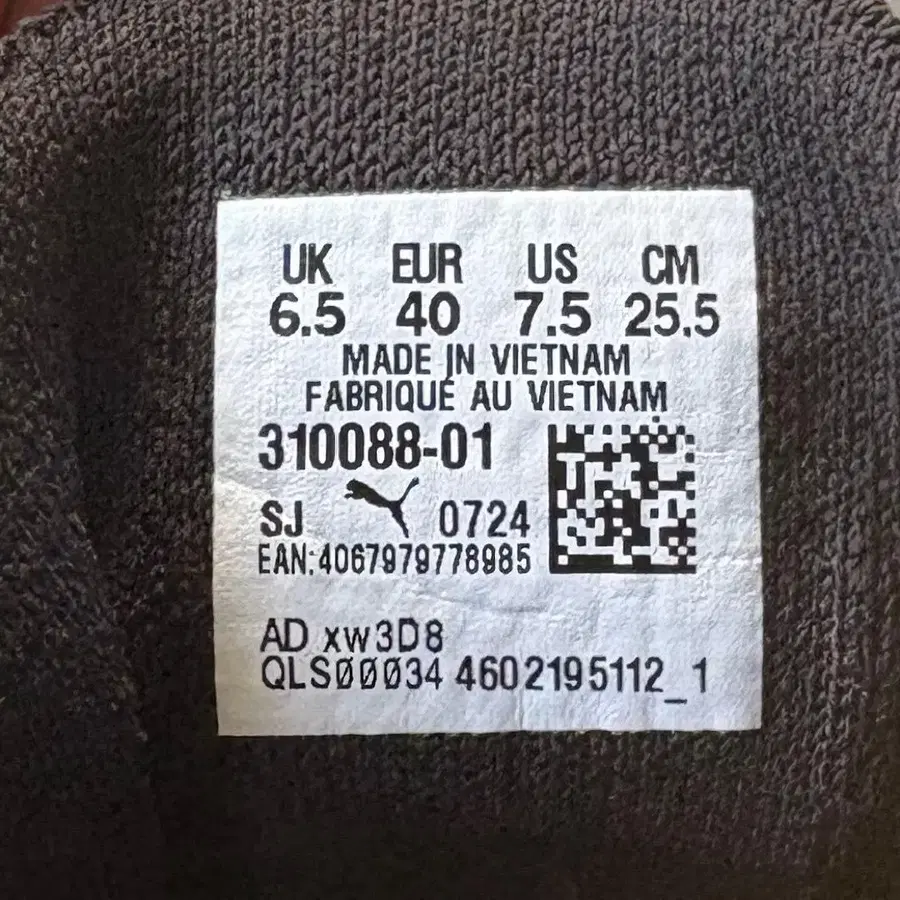 UK EUR US CM
6.5 40 7.5 25.5
MADE IN VIETNAM
FABRIQUÉ AU VIETNAM
310088-01
SJ 0724
EAN:4067979778985
AD xw3D8
QLS00034 4602195112_1